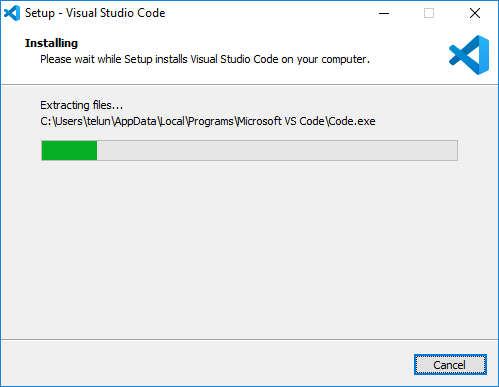 Setup - Visual Studio Code
Installing
Please wait while Setup installs Visual Studio Code on your computer.
Extracting files...
C:\Users\telun\AppData\Local\Programs\Microsoft VS Code\Code.exe
Cancel